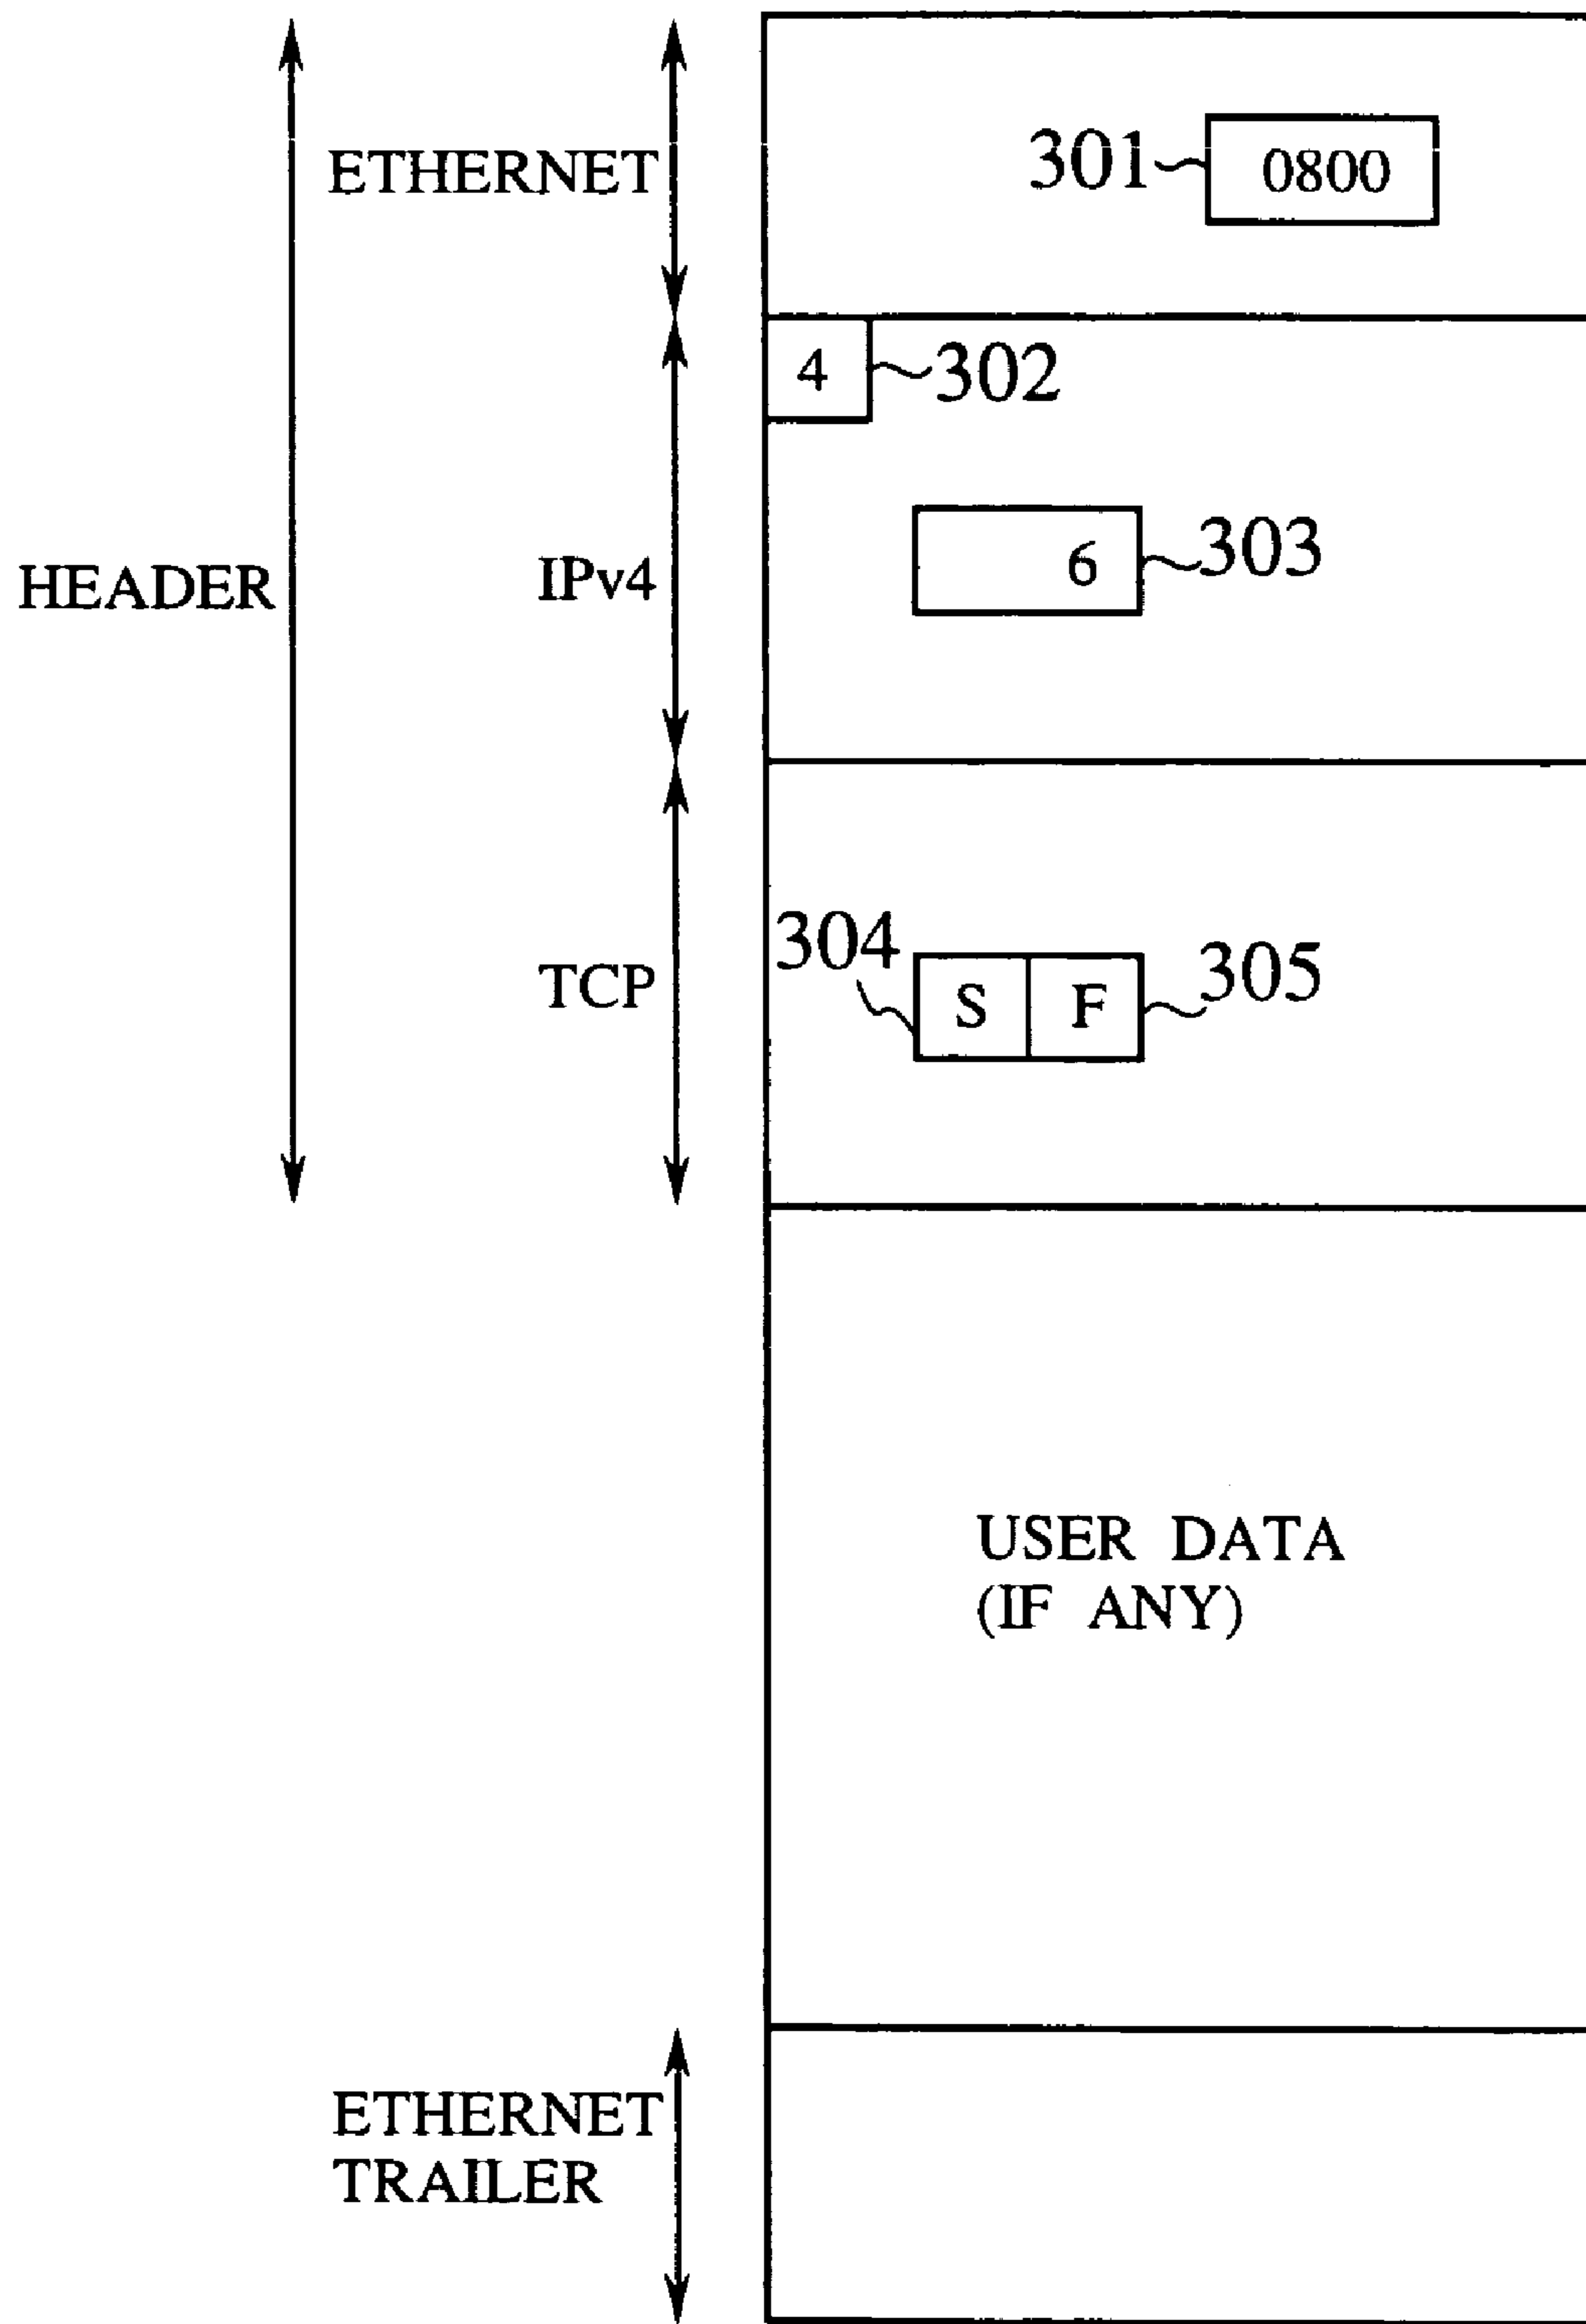 ETHERNET
301
0800
4
302
HEADER
IPv4
6
303
TCP
304
S
F
305
USER DATA
(IF ANY)
ETHERNET
TRAILER